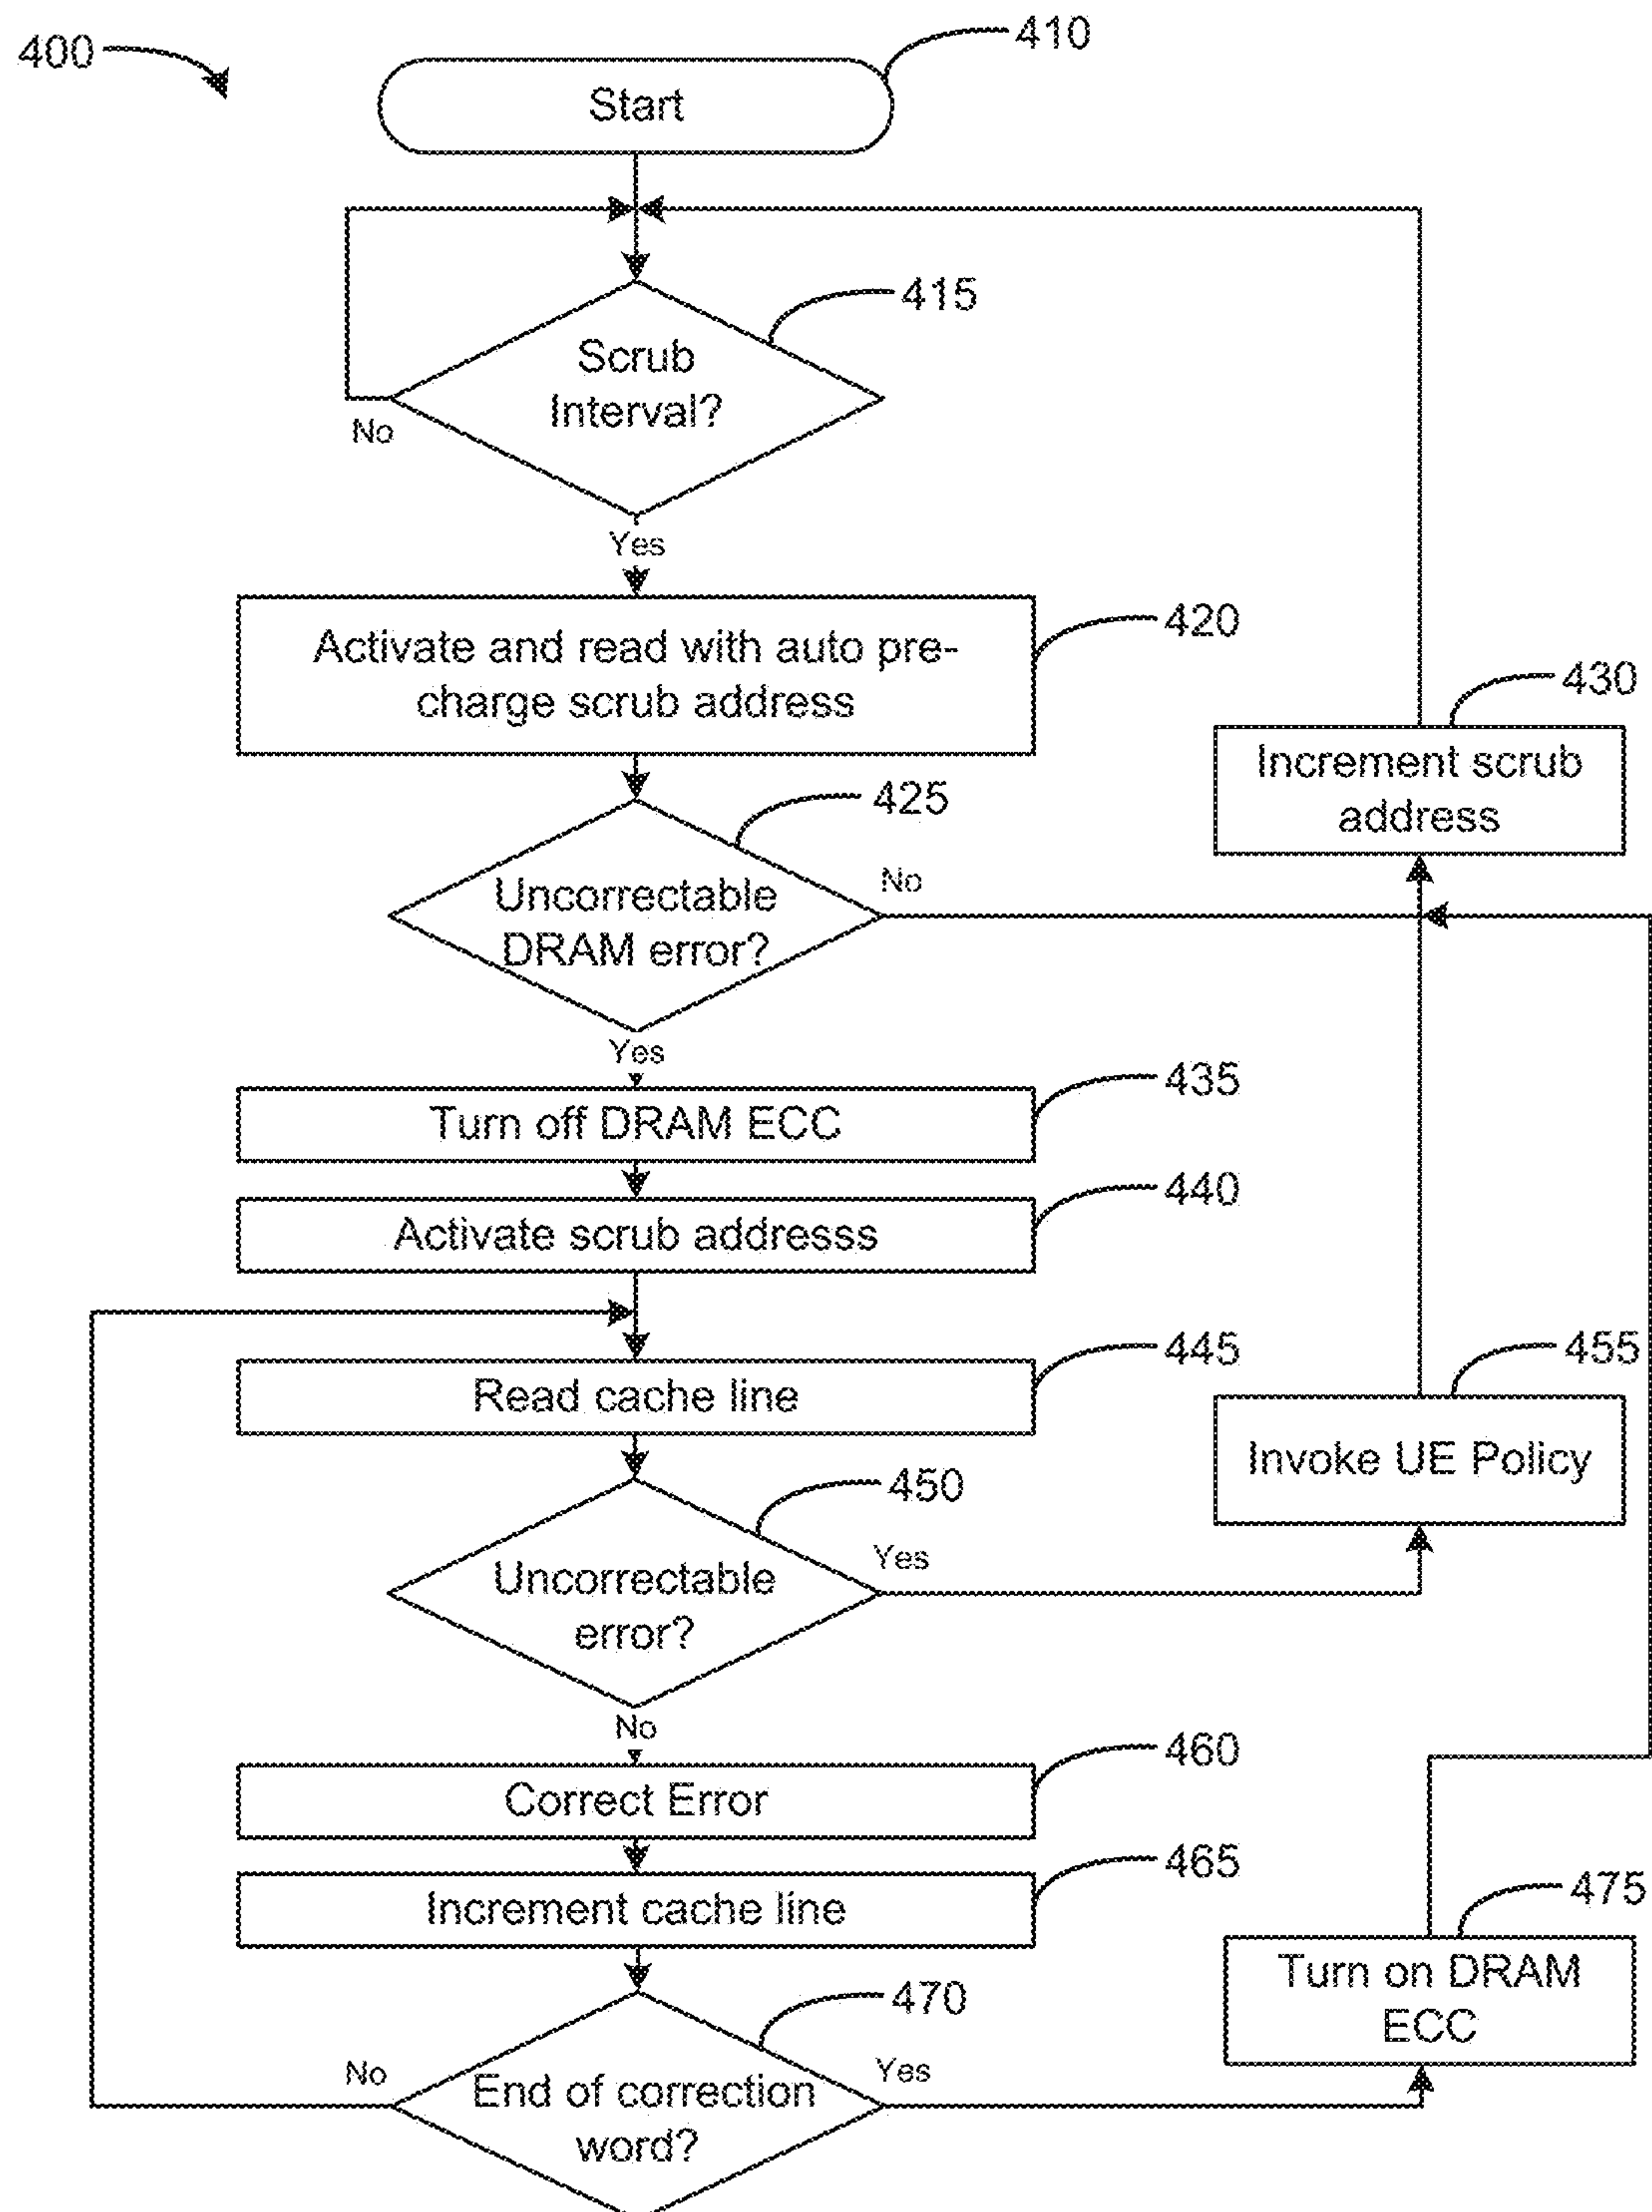 400
410
Start
415
Scrub
Interval?
No
Yes
420
Activate and read with auto pre-
charge scrub address
430
Increment scrub
address
425
Uncorrectable
DRAM error?
No
Yes
435
Turn off DRAM ECC
440
Activate scrub addresss
445
Read cache line
455
Invoke UE Policy
450
Uncorrectable
error?
Yes
No
460
Correct Error
465
Increment cache line
475
Turn on DRAM
ECC
470
End of correction
word?
No
Yes